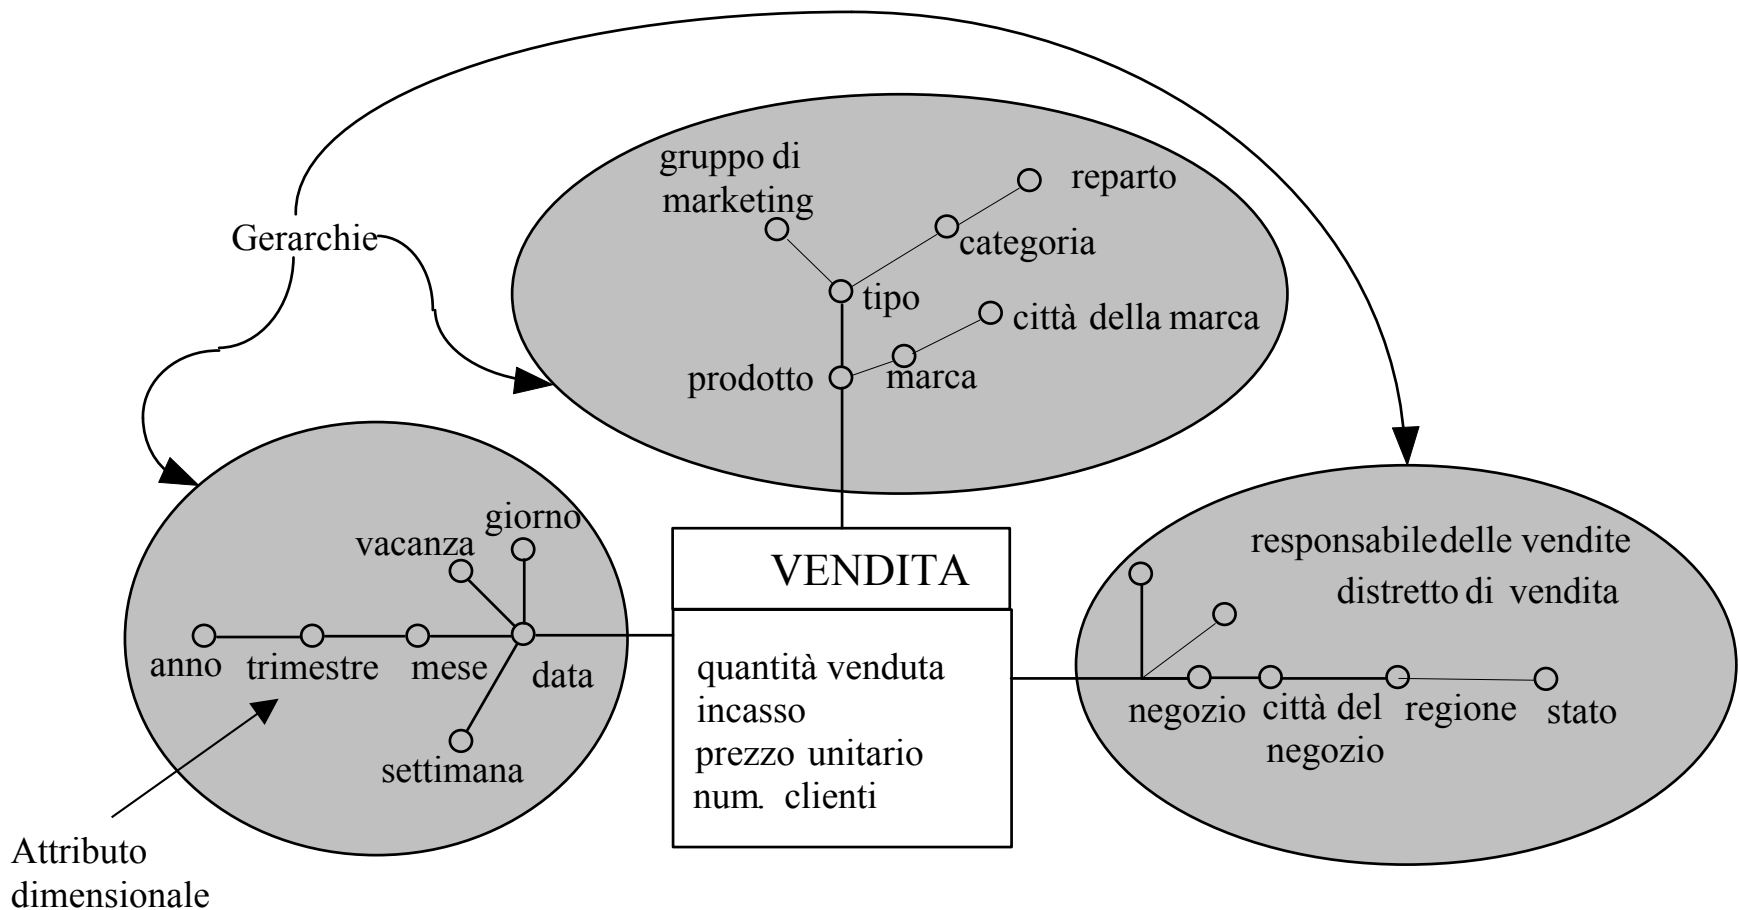 gruppo di
marketing
reparto
Gerarchie
categoria
tipo
città della marca
prodotto
marca
giorno
vacanza
VENDITA
responsabile delle vendite
distretto di vendita
anno
trimestre
mese
data
quantità venduta
incasso
prezzo unitario
num. clienti
negozio
città del
negozio
regione
stato
settimana
Attributo
dimensionale